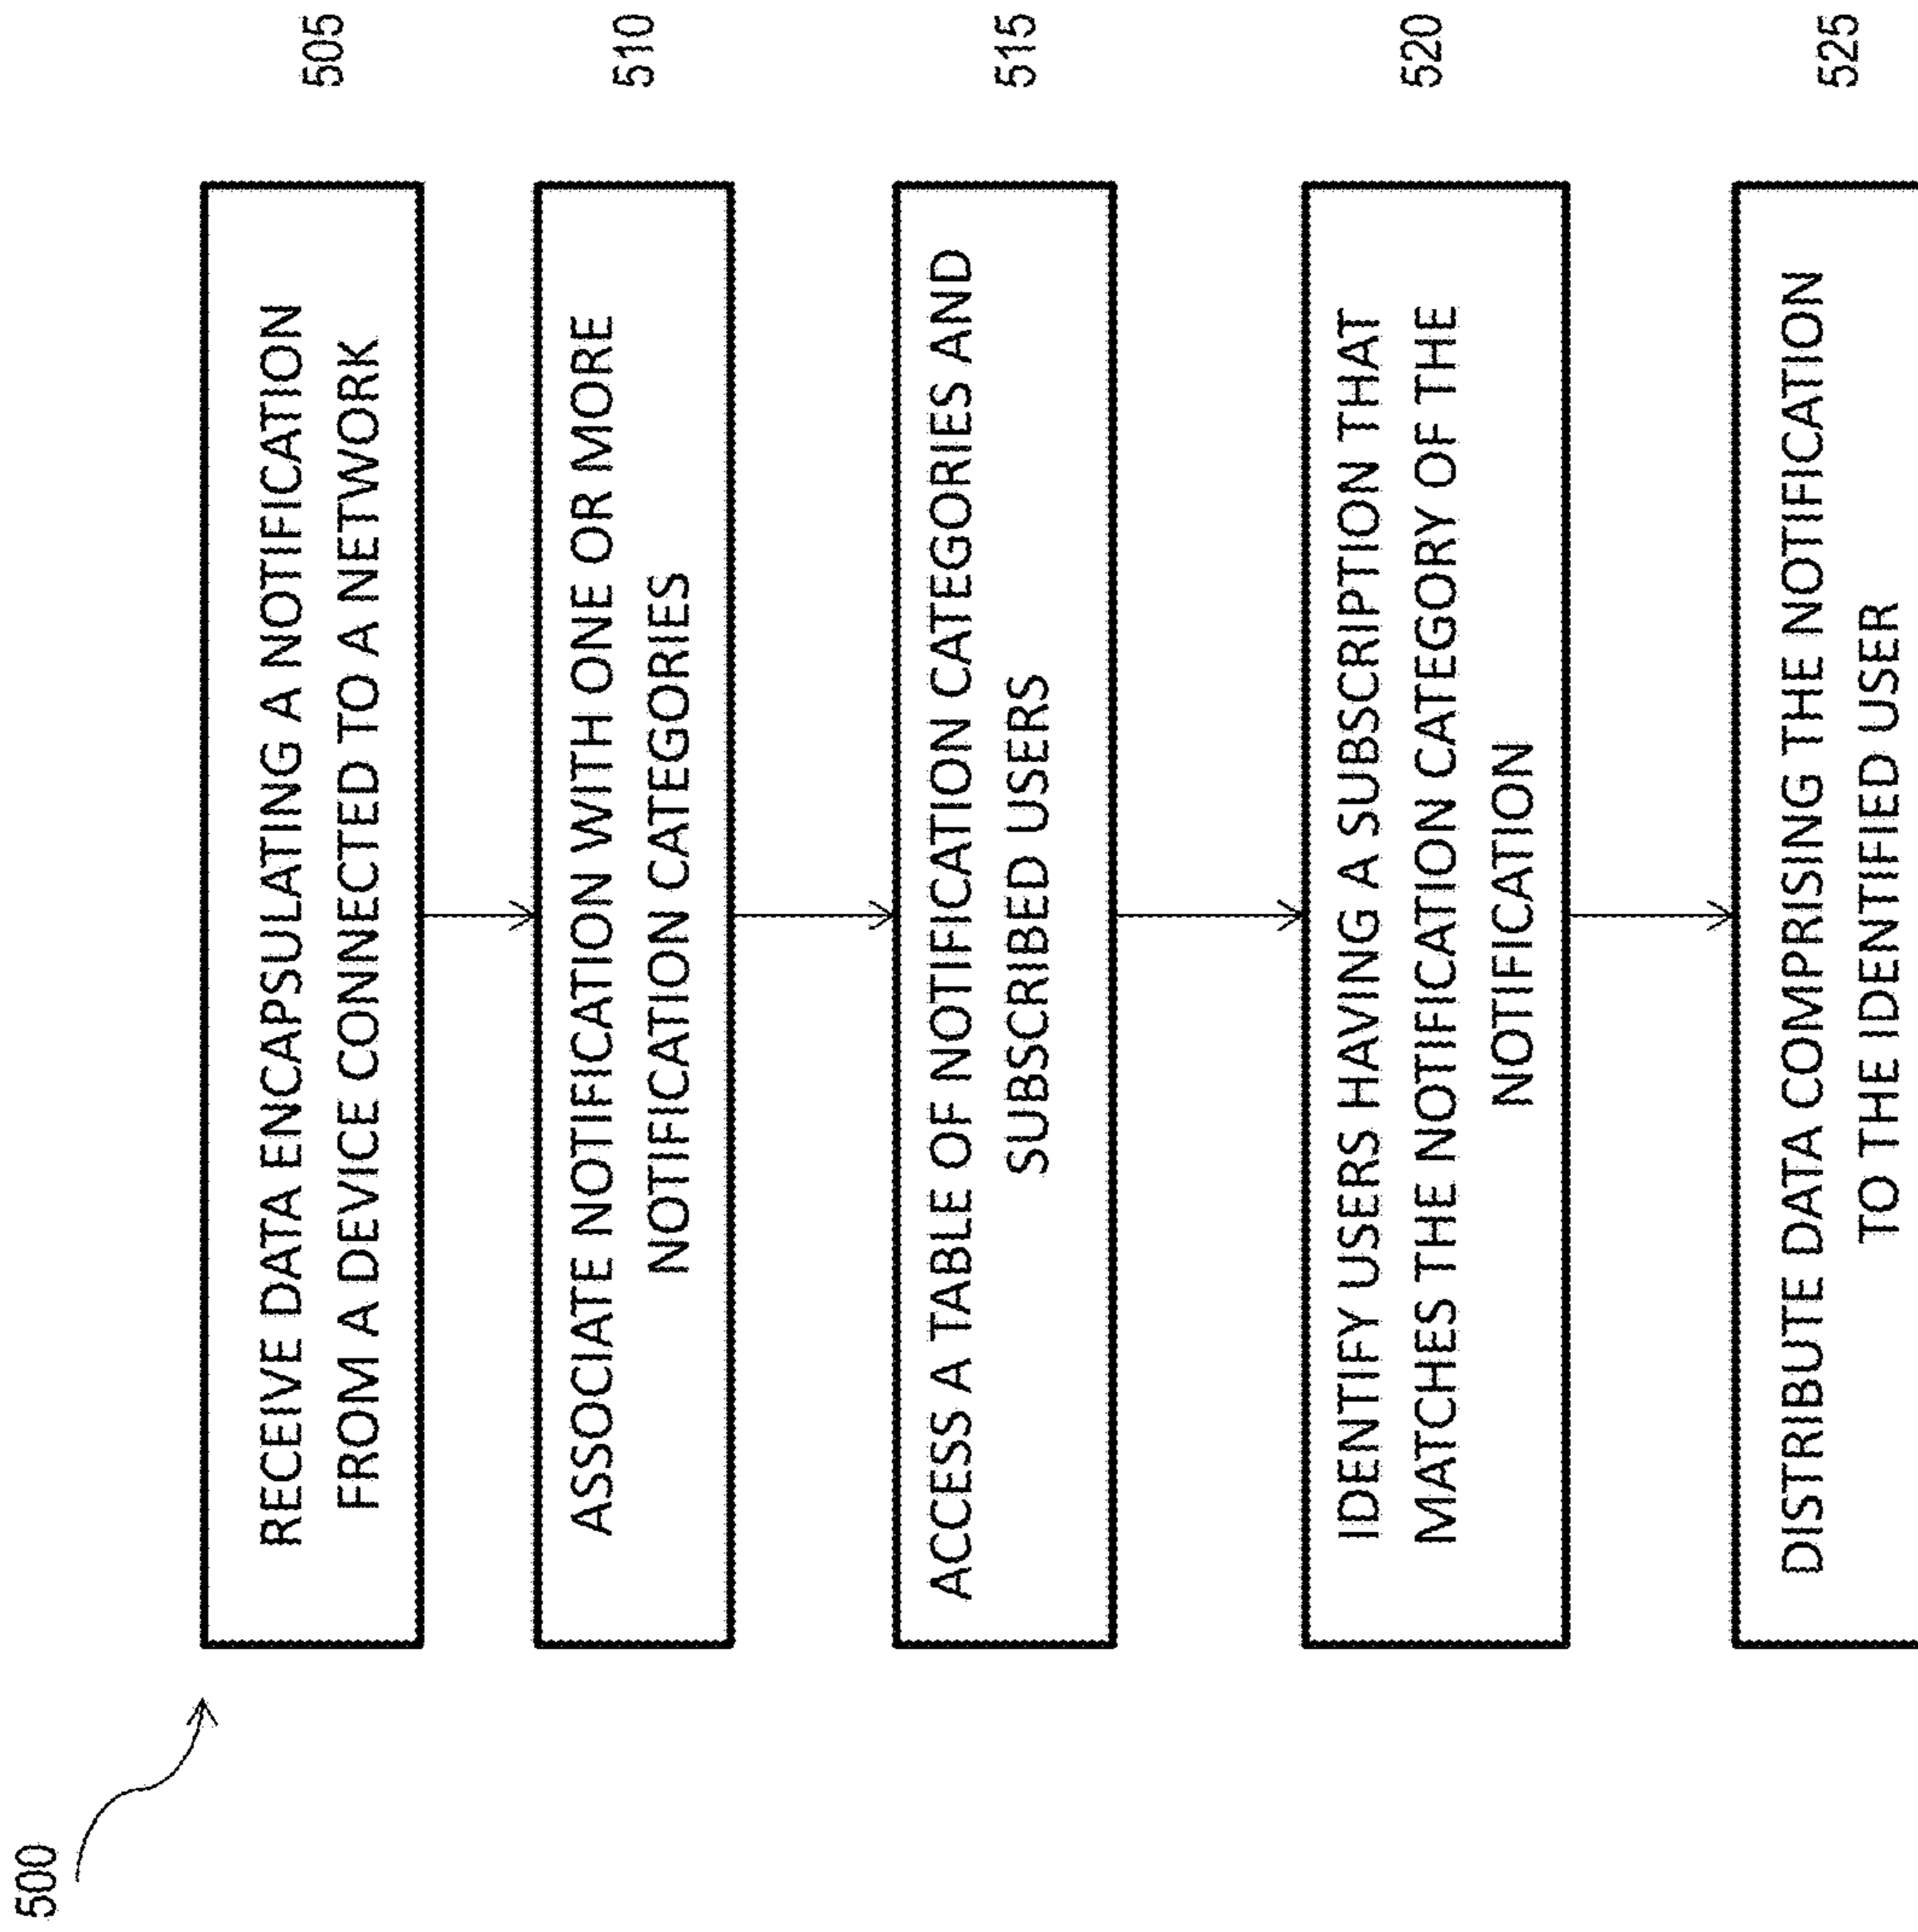 500
RECEIVE DATA ENCAPSULATING A NOTIFICATION
FROM A DEVICE CONNECTED TO A NETWORK
505
ASSOCIATE NOTIFICATION WITH ONE OR MORE
NOTIFICATION CATEGORIES
510
ACCESS A TABLE OF NOTIFICATION CATEGORIES AND
SUBSCRIBED USERS
515
IDENTIFY USERS HAVING A SUBSCRIPTION THAT
MATCHES THE NOTIFICATION CATEGORY OF THE
NOTIFICATION
520
DISTRIBUTE DATA COMPRISING THE NOTIFICATION
TO THE IDENTIFIED USER
525